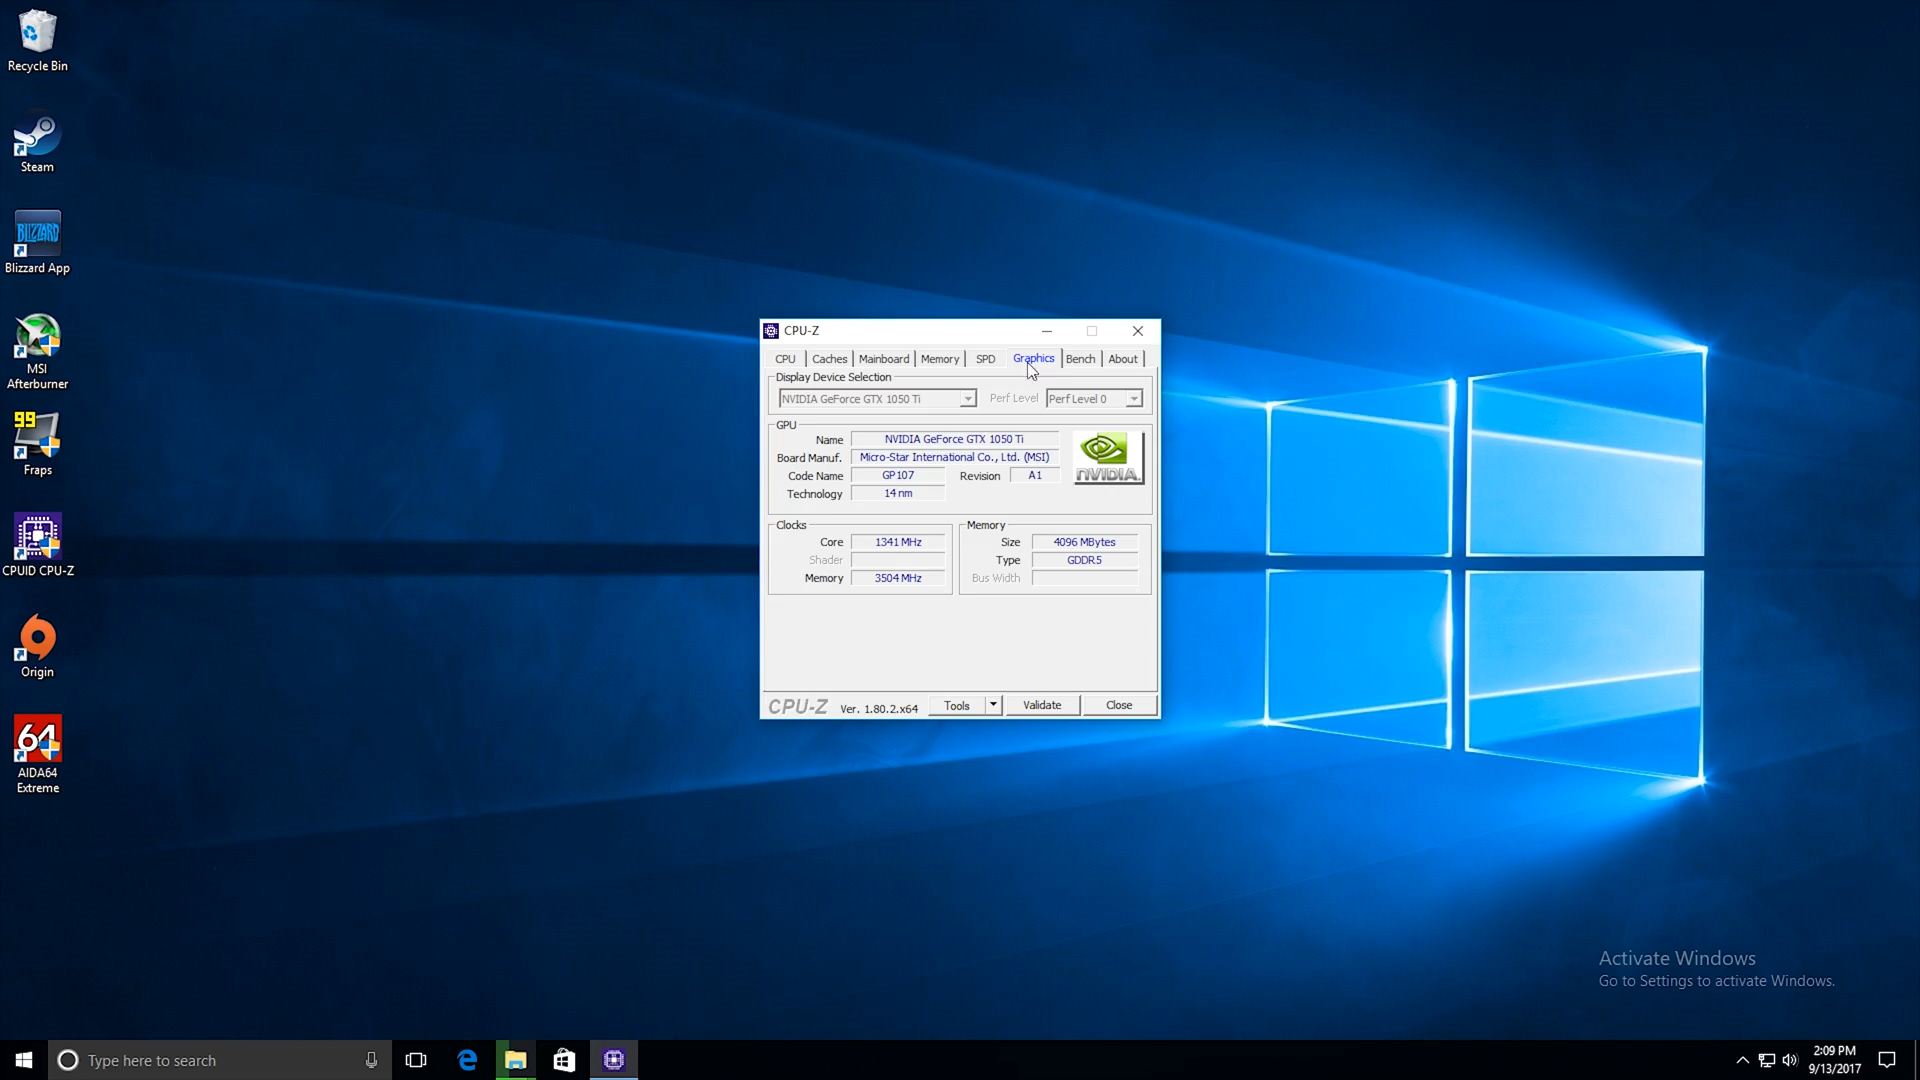 Recycle Bin
Steam
BLIZZARD
Blizzard App
MSI
Afterburner
99
Fraps
CPUID CPU-Z
Origin
64
AIDA64
Extreme
CPU-Z
CPU Caches Mainboard Memory SPD Graphics Bench About
Display Device Selection
NVIDIA GeForce GTX 1050 Ti Perf Level Perf Level 0
GPU
Name NVIDIA GeForce GTX 1050 Ti
Board Manuf. Micro-Star International Co., Ltd. (MSI)
Code Name GP107 Revision A1
Technology 14 nm
NVIDIA.
Clocks
Core 1341 MHz
Shader
Memory 3504 MHz
Memory
Size 4096 MBytes
Type GDDR5
Bus Width
CPU-Z Ver. 1.80.2.x64 Tools Validate Close
Activate Windows
Go to Settings to activate Windows.
Type here to search
2:09 PM
9/13/2017